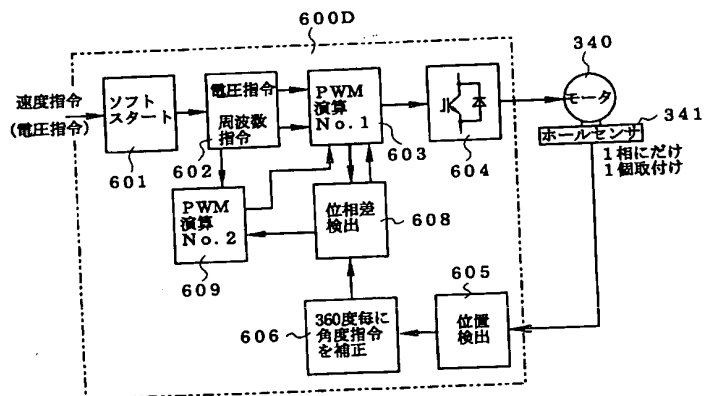 600D
速度指令
(電圧指令)
ソフト
スタート
601
電圧指令
周波数
指令
602
PWM
演算
No.1
603
604
340
モータ
341
ホールセンサ
1相にだけ
1個取付け
PWM
演算
No.2
609
位相差
検出
608
606
360度毎に
角度指令
を補正
605
位置
検出